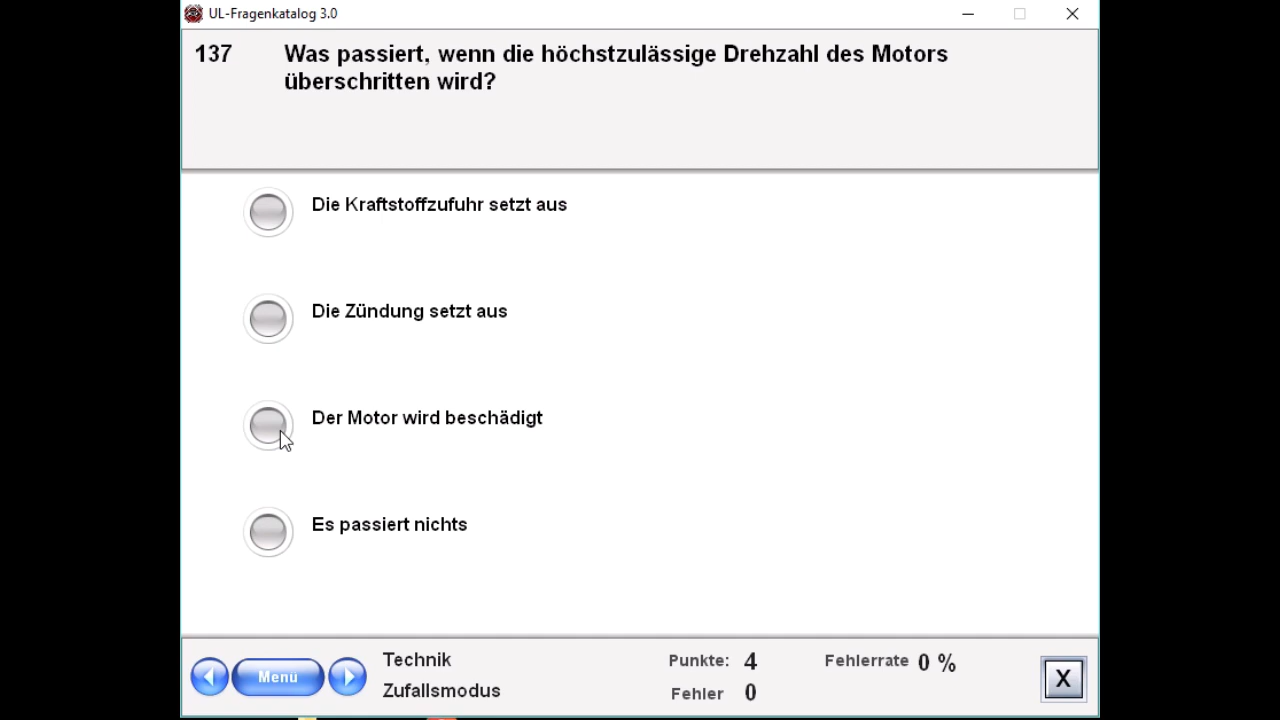 UL-Fragenkatalog 3.0
137 Was passiert, wenn die höchstzulässige Drehzahl des Motors
überschritten wird?
Die Kraftstoffzufuhr setzt aus
Die Zündung setzt aus
Der Motor wird beschädigt
Es passiert nichts
Menü
Technik
Zufallsmodus
Punkte: 4
Fehler 0
Fehlerrate 0 %
X